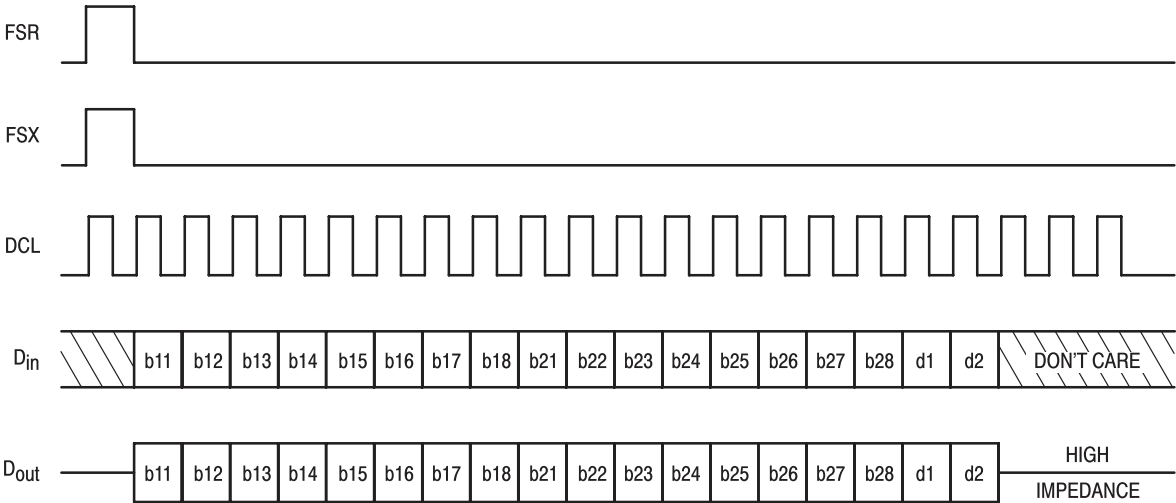 FSR
FSX
DCL
Din b11 b12 b13 b14 b15 b16 b17 b18 b21 b22 b23 b24 b25 b26 b27 b28 d1 d2 DON'T CARE
Dout b11 b12 b13 b14 b15 b16 b17 b18 b21 b22 b23 b24 b25 b26 b27 b28 d1 d2 HIGH
IMPEDANCE